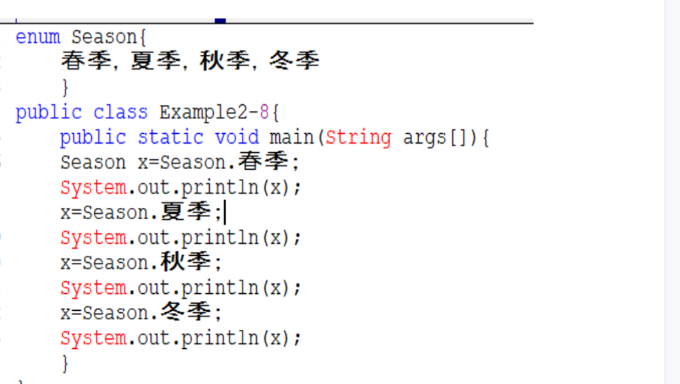 enum Season{
春季, 夏季, 秋季, 冬季
}
public class Example2-8{
public static void main(String args[]){
Season x=Season.春季;
System.out.println(x);
x=Season.夏季;
System.out.println(x);
x=Season.秋季;
System.out.println(x);
x=Season.冬季;
System.out.println(x);
}